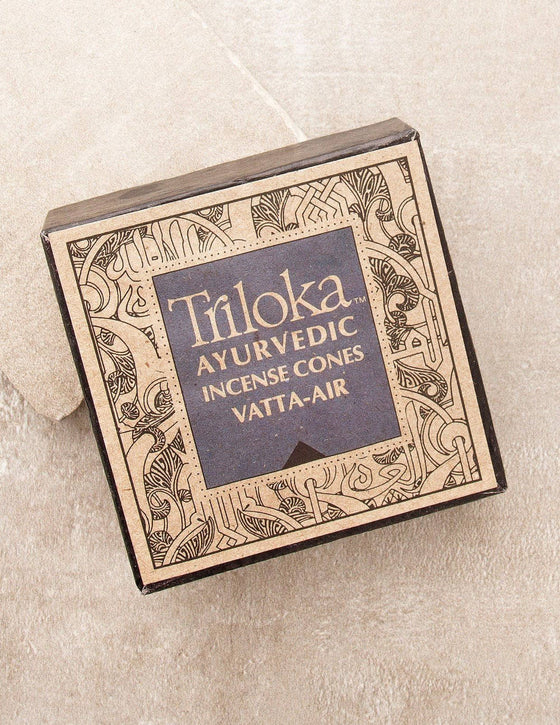 Triloka™
AYURVEDIC
INCENSE CONES
VATTA-AIR